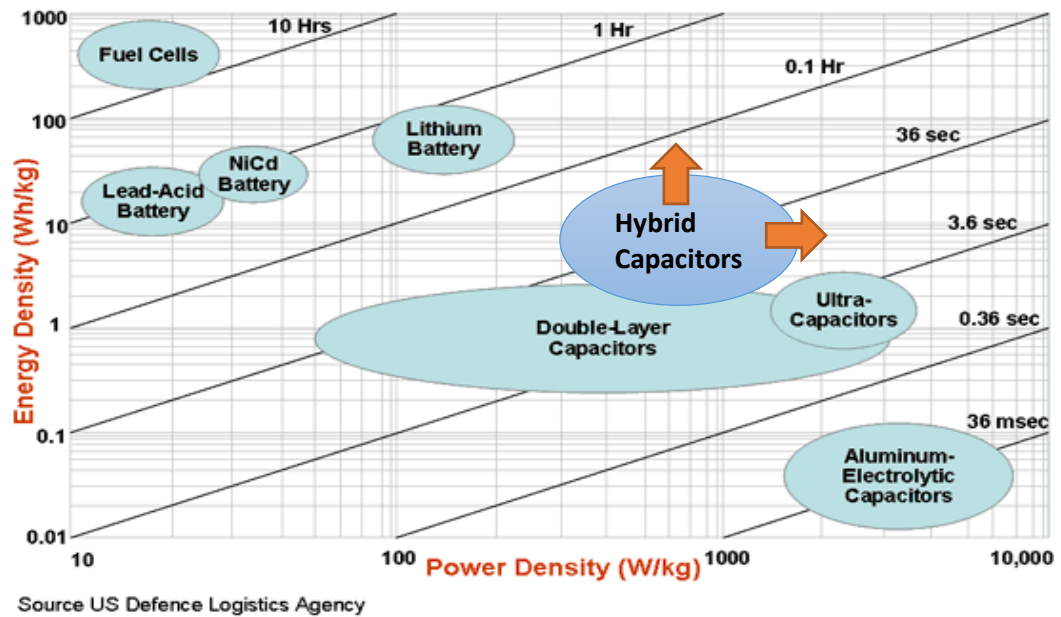 1000
10 Hrs
1 Hr
Fuel Cells
0.1 Hr
100
Lithium
Battery
36 sec
NiCd
Battery
Lead-Acid
Battery
10
Hybrid
Capacitors
3.6 sec
Energy Density (Wh/kg)
1
Ultra-
Capacitors
Double-Layer
Capacitors
0.36 sec
0.1
36 msec
Aluminum-
Electrolytic
Capacitors
0.01
10
100
1000
10,000
Power Density (W/kg)
Source US Defence Logistics Agency